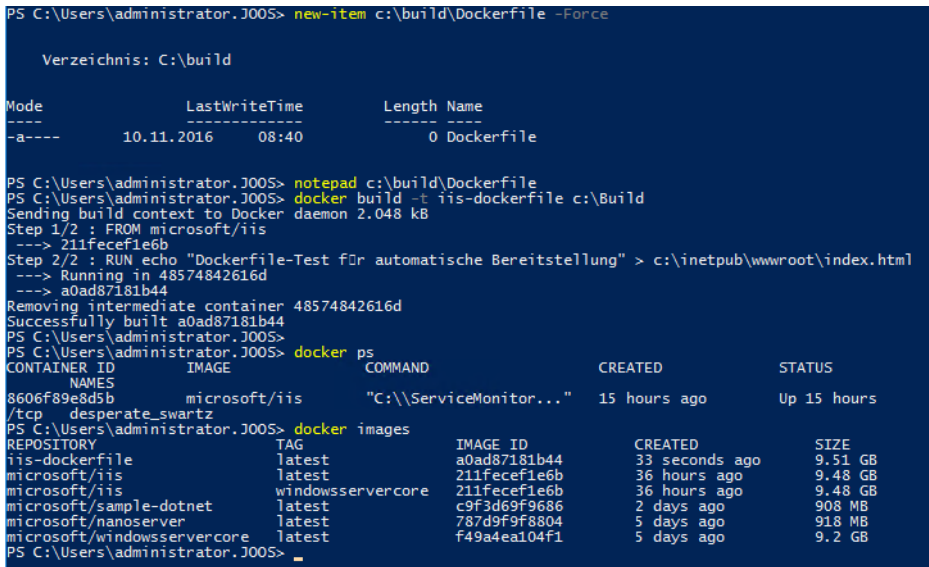 PS C:\Users\administrator.JOOS> new-item c:\build\Dockerfile -Force
Verzeichnis: C:\build
Mode                LastWriteTime         Length Name
----                -------------         ------ ----
-a----       10.11.2016     08:40              0 Dockerfile
PS C:\Users\administrator.JOOS> notepad c:\build\Dockerfile
PS C:\Users\administrator.JOOS> docker build -t iis-dockerfile c:\Build
Sending build context to Docker daemon 2.048 kB
Step 1/2 : FROM microsoft/iis
 ---> 211fecef1e6b
Step 2/2 : RUN echo "Dockerfile-Test f▯r automatische Bereitstellung" > c:\inetpub\wwwroot\index.html
 ---> Running in 48574842616d
 ---> a0ad87181b44
Removing intermediate container 48574842616d
Successfully built a0ad87181b44
PS C:\Users\administrator.JOOS>
PS C:\Users\administrator.JOOS> docker ps
CONTAINER ID        IMAGE               COMMAND                  CREATED             STATUS
       NAMES
8606f89e8d5b        microsoft/iis       "C:\\ServiceMonitor..."   15 hours ago        Up 15 hours
/tcp   desperate_swartz
PS C:\Users\administrator.JOOS> docker images
REPOSITORY                    TAG                 IMAGE ID            CREATED             SIZE
iis-dockerfile                latest              a0ad87181b44        33 seconds ago      9.51 GB
microsoft/iis                 latest              211fecef1e6b        36 hours ago        9.48 GB
microsoft/iis                 windowsservercore   211fecef1e6b        36 hours ago        9.48 GB
microsoft/sample-dotnet       latest              c9f3d69f9686        2 days ago          908 MB
microsoft/nanoserver          latest              787d9f9f8804        5 days ago          918 MB
microsoft/windowsservercore   latest              f49a4ea104f1        5 days ago          9.2 GB
PS C:\Users\administrator.JOOS>